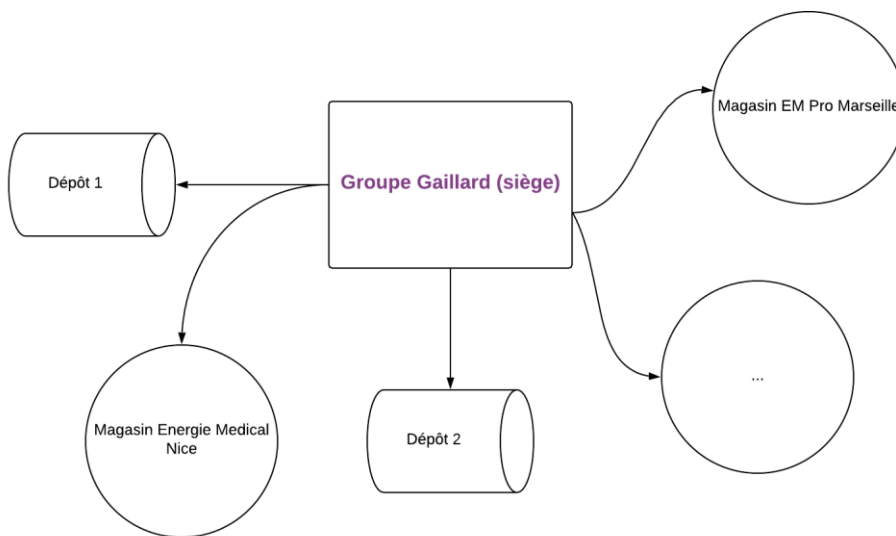 Magasin EM Pro Marseille
Dépôt 1
Groupe Gaillard (siège)
...
Magasin Energie Medical
Nice
Dépôt 2